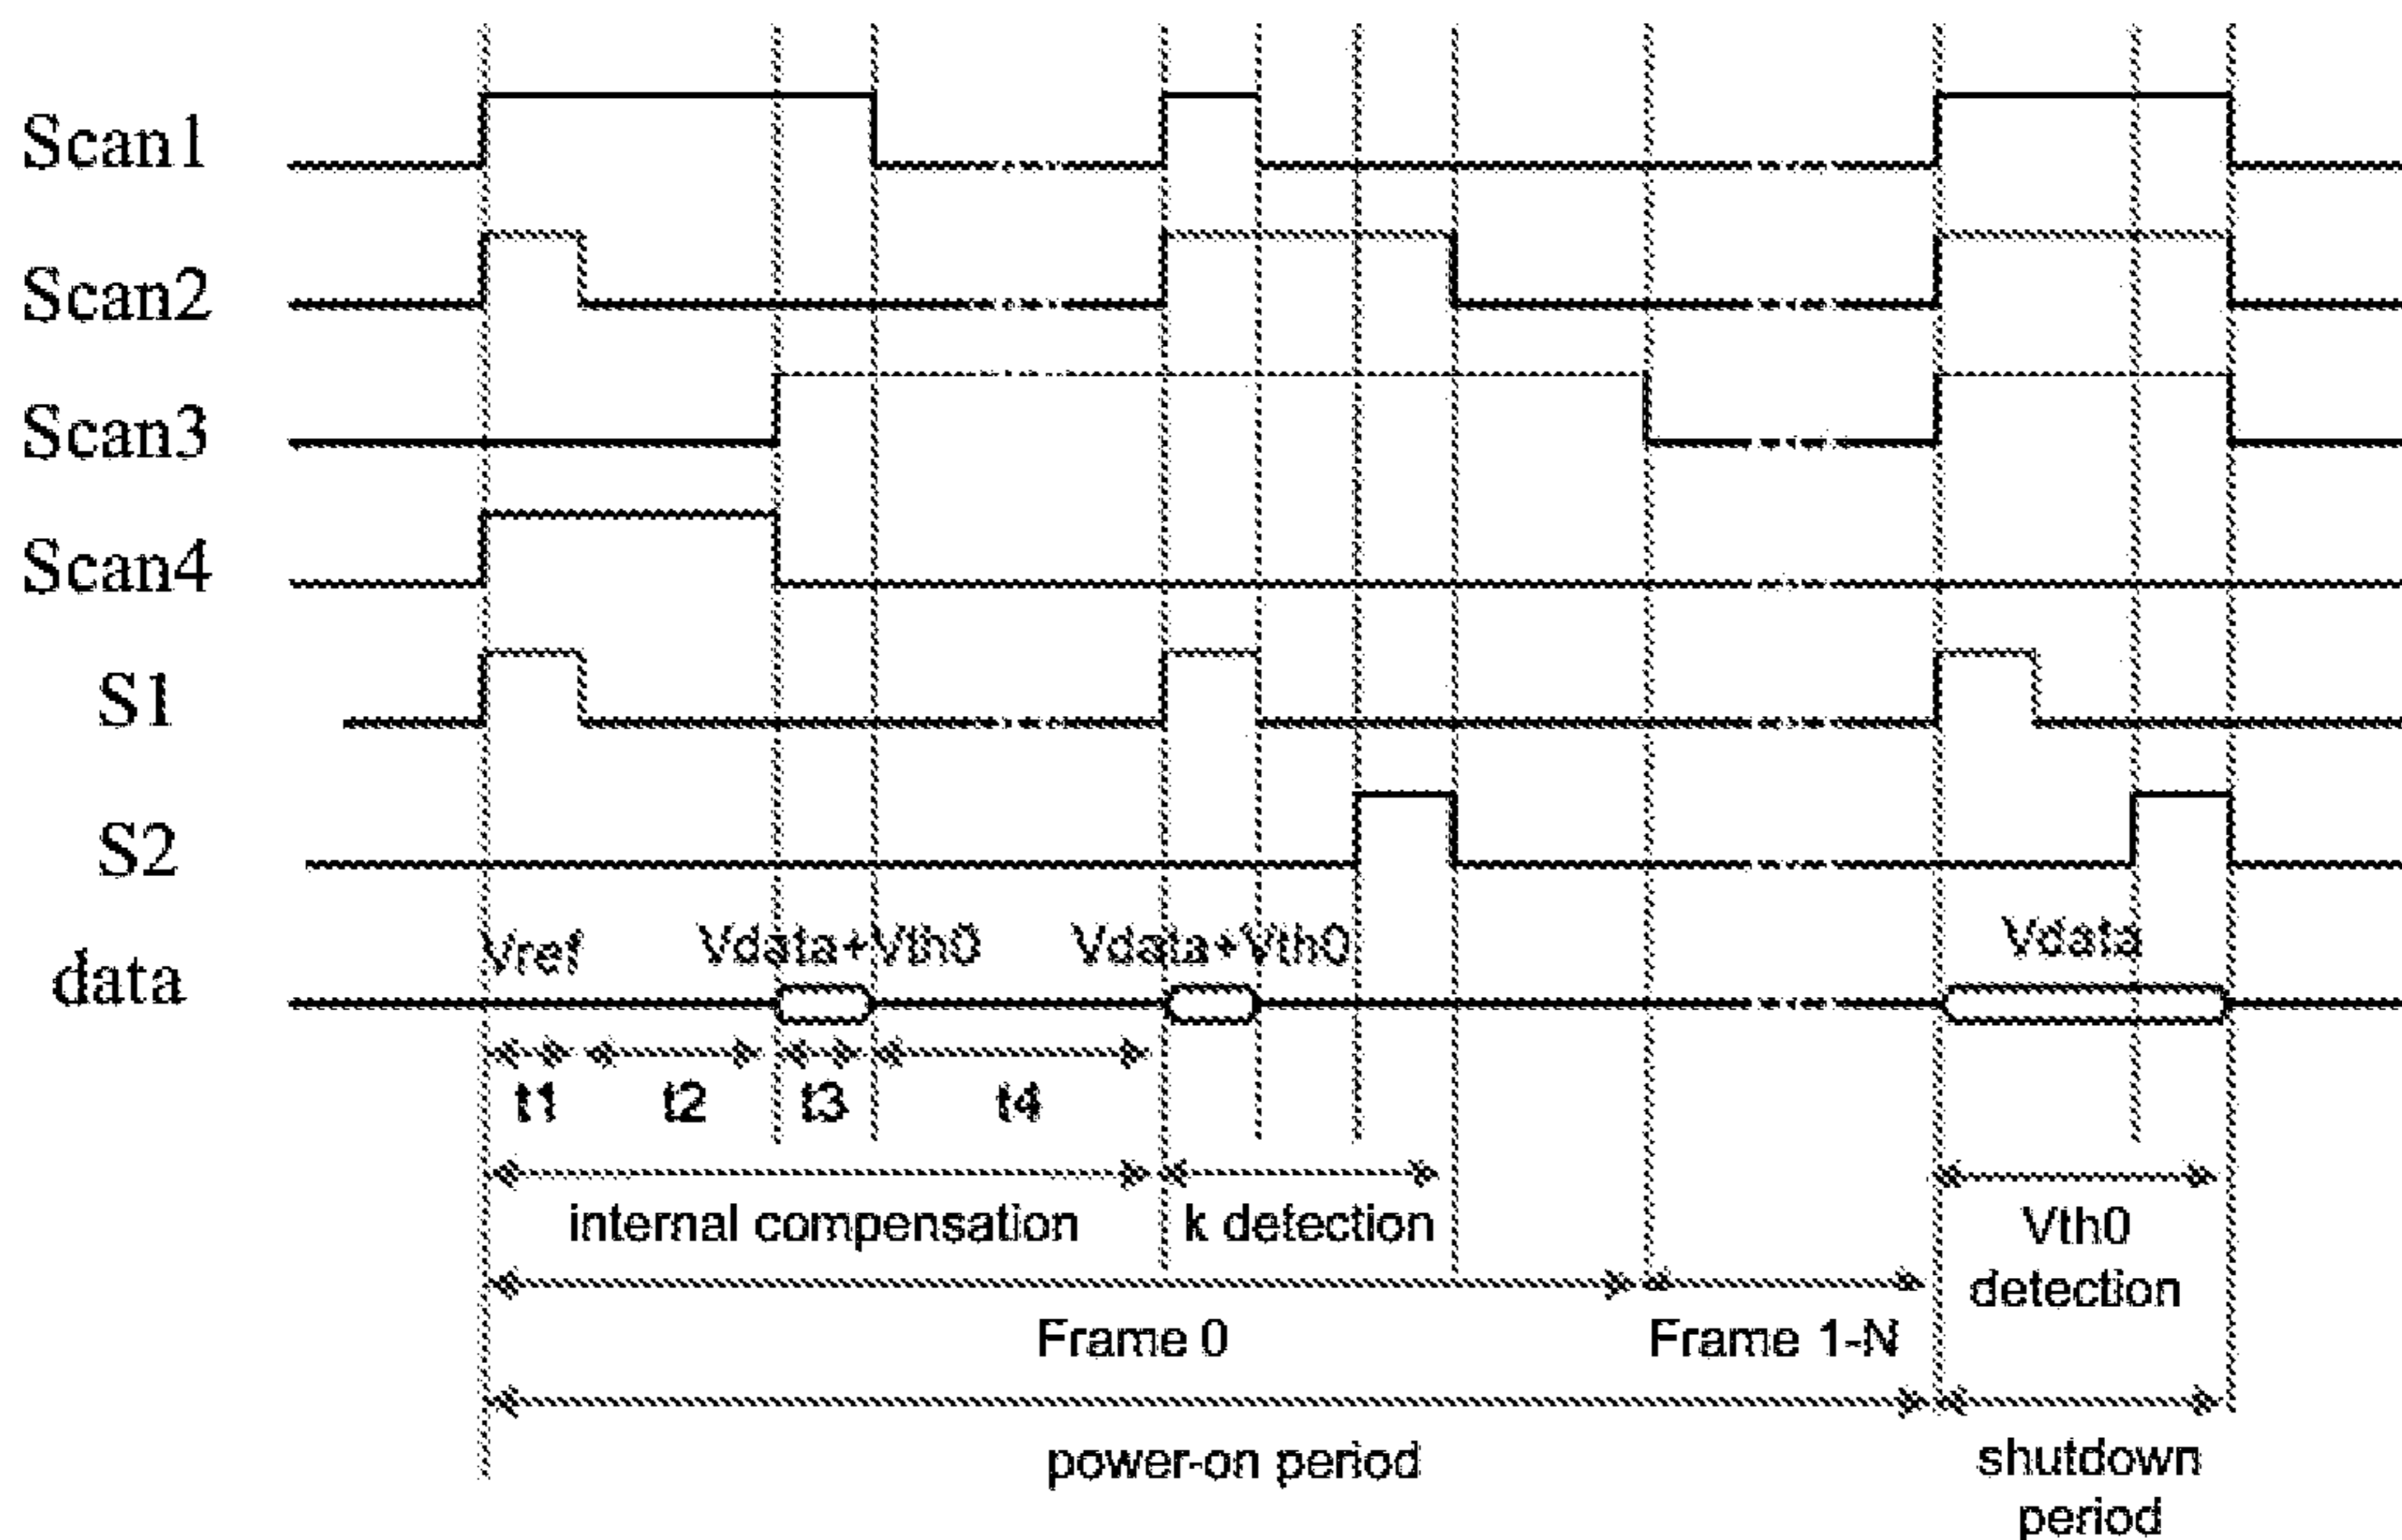 Scan1
Scan2
Scan3
Scan4
S1
S2
data
Vref
Vdata+Vth0
Vdata+Vth0
Vdata
t1
t2
t3
t4
internal compensation
k detection
Vth0
detection
Frame 0
Frame 1-N
power-on period
shutdown
period